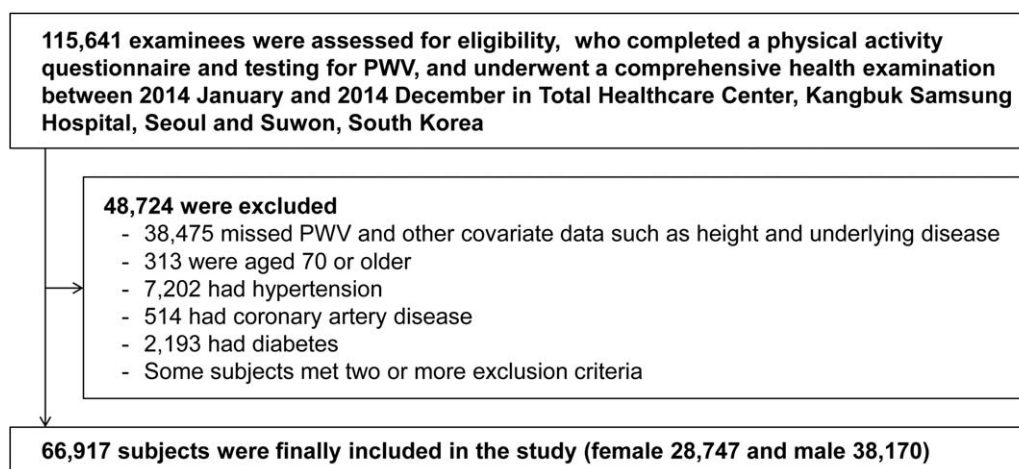 115,641 examinees were assessed for eligibility, who completed a physical activity
questionnaire and testing for PWV, and underwent a comprehensive health examination
between 2014 January and 2014 December in Total Healthcare Center, Kangbuk Samsung
Hospital, Seoul and Suwon, South Korea
48,724 were excluded
- 38,475 missed PWV and other covariate data such as height and underlying disease
- 313 were aged 70 or older
- 7,202 had hypertension
- 514 had coronary artery disease
- 2,193 had diabetes
- Some subjects met two or more exclusion criteria
66,917 subjects were finally included in the study (female 28,747 and male 38,170)